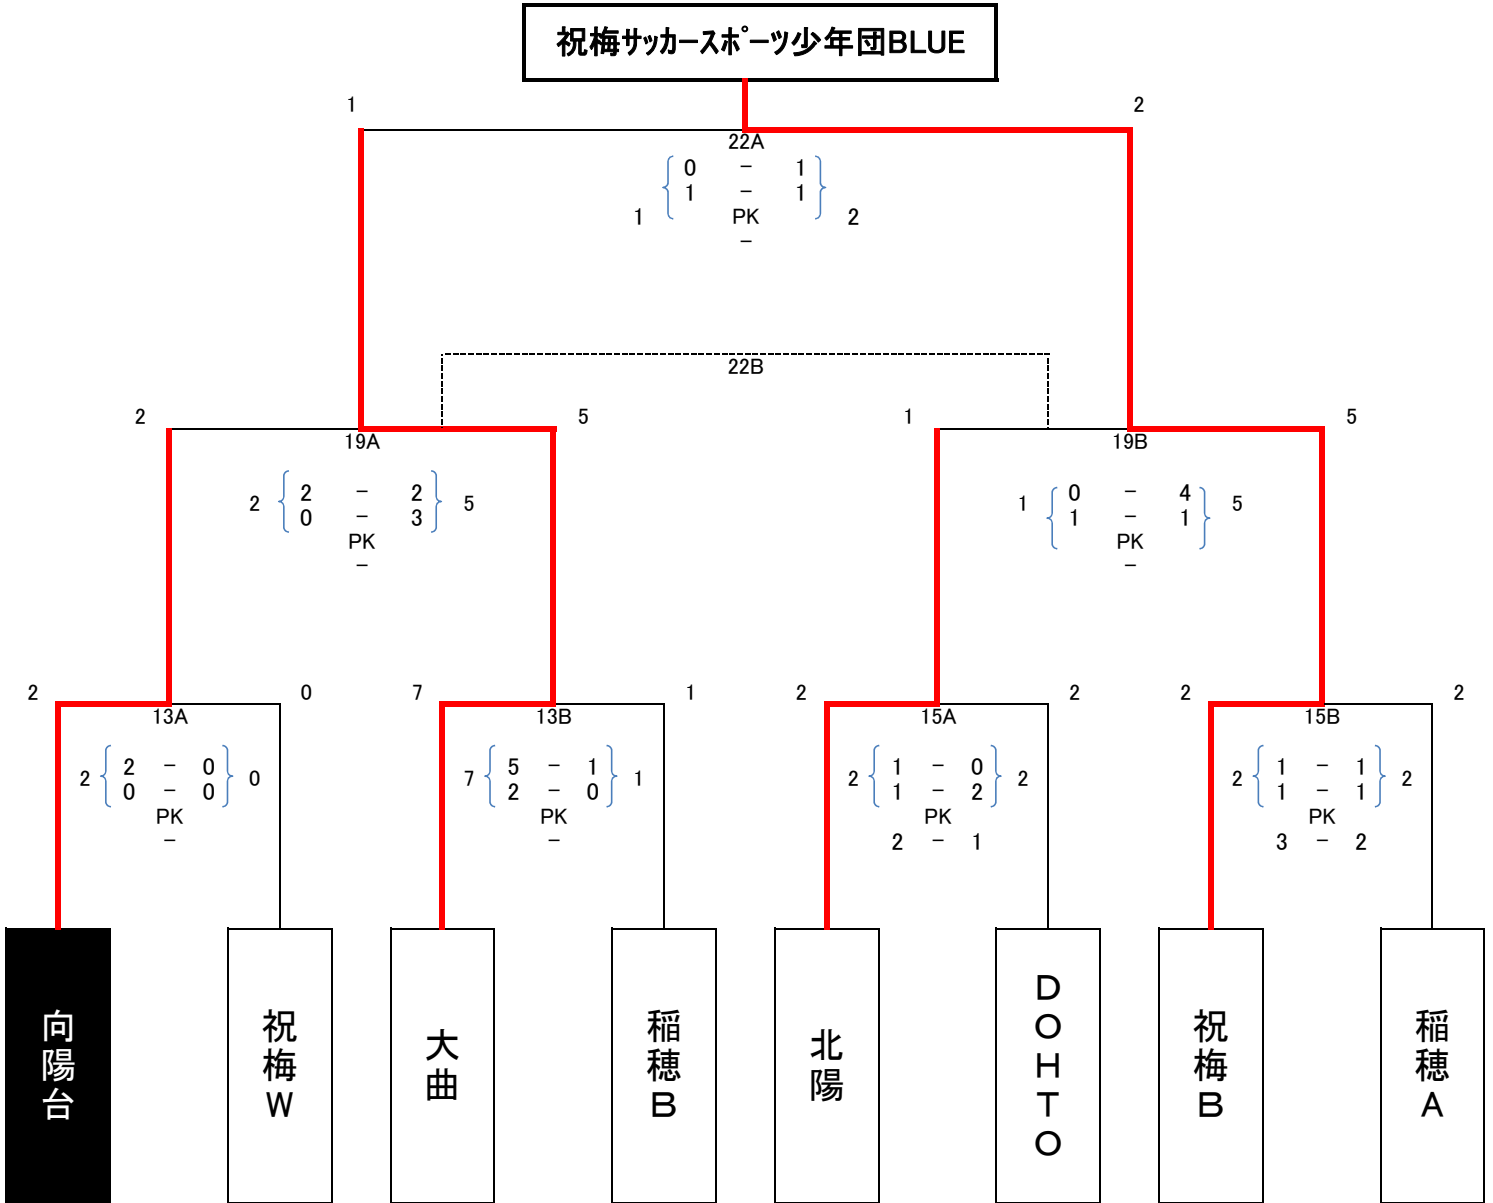 祝梅サッカースポーツ少年団BLUE
1 2
22A
0 － 1
1 － 1
1 PK 2
－
22B
2 5 1 5
19A 19B
2 － 2 0 － 4
2 5 1 5
0 － 3 1 － 1
PK PK
－ －
2 0 7 1 2 2 2 2
13A 13B 15A 15B
2 － 0 5 － 1 1 － 0 1 － 1
2 0 7 1 2 2 2 2
0 － 0 2 － 0 1 － 2 1 － 1
PK PK PK PK
－ － 2 － 1 3 － 2
向陽台
祝梅W
大曲
稲穂B
北陽
DOHTO
祝梅B
稲穂A